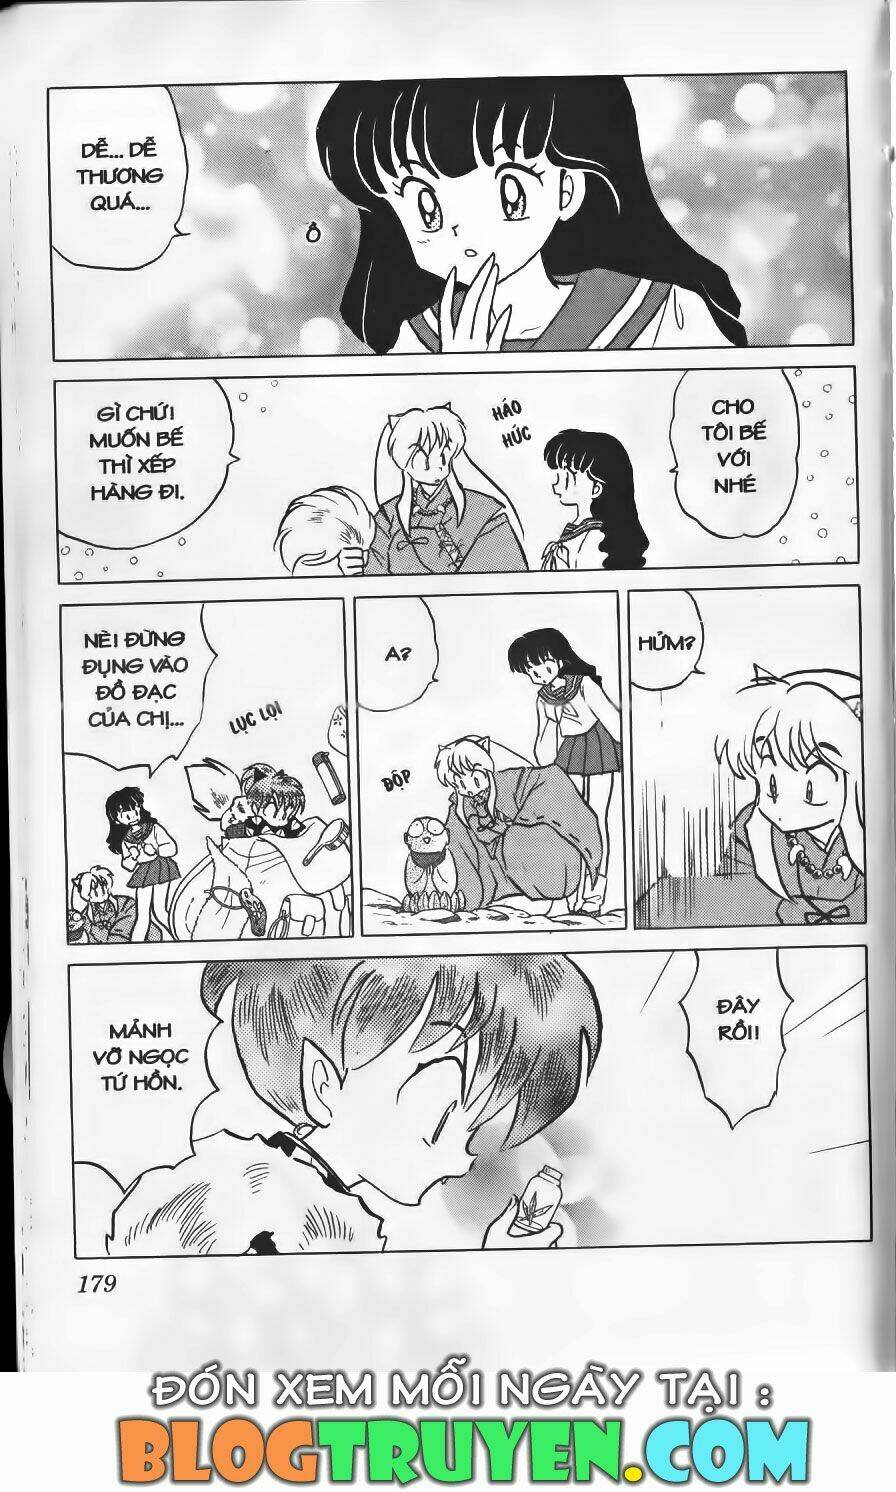 DỄ... DỄ
THƯƠNG
QUÁ...
Ồ
GÌ CHỨ!
MUỐN BẾ
THÌ XẾP
HÀNG ĐI.
HÁO
HỨC
CHO
TÔI BẾ
VỚI
NHÉ
NÈ! ĐỪNG
ĐỤNG VÀO
ĐỒ ĐẠC
CỦA CHỊ...
LỤC LỌI
A?
ĐỘP
HỬM?
MẢNH
VỠ NGỌC
TỨ HỒN.
ĐÂY
RỒI!!
179
ĐÓN XEM MỖI NGÀY TẠI :
BLOGTRUYEN.COM